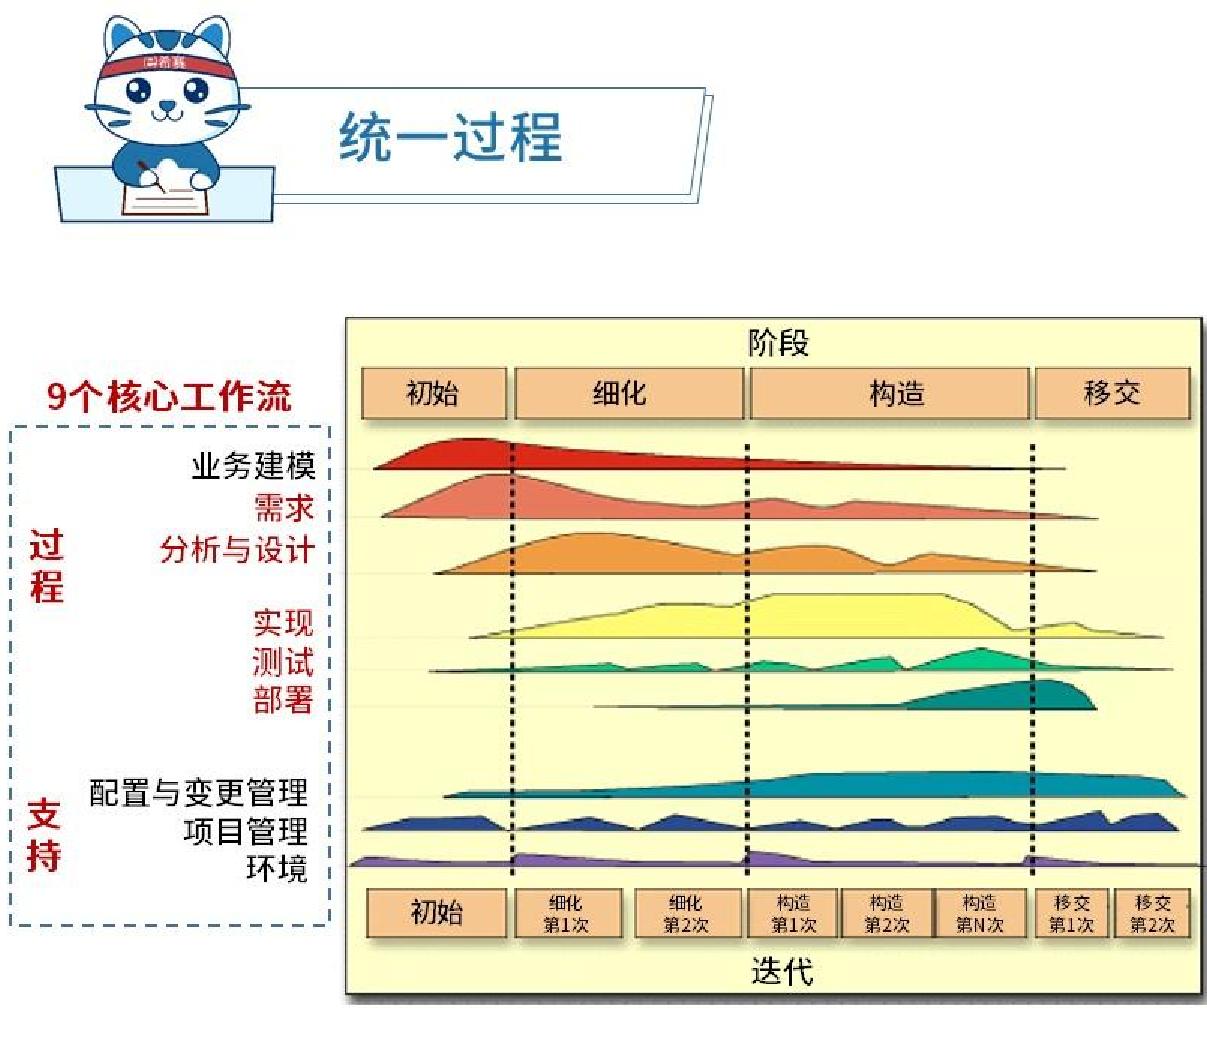 希赛
统一过程
阶段
初始 细化 构造 移交
9个核心工作流
过程
业务建模
需求
分析与设计
实现
测试
部署
支持
配置与变更管理
项目管理
环境
初始
细化
第1次
细化
第2次
构造
第1次
构造
第2次
构造
第N次
移交
第1次
移交
第2次
迭代